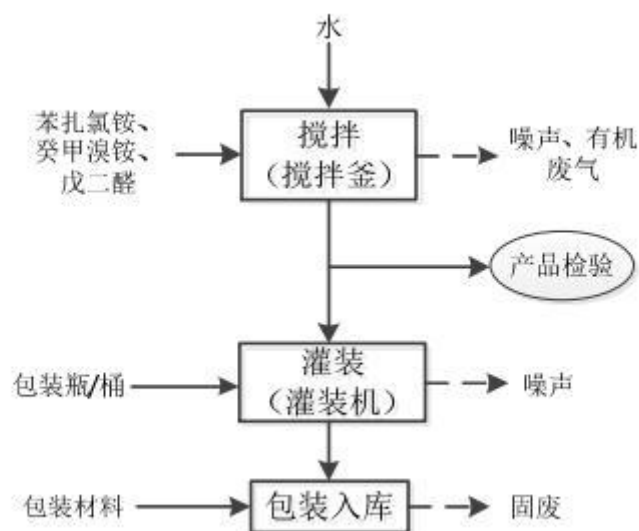 水
苯扎氯铵、
癸甲溴铵、
戊二醛
搅拌
（搅拌釜）
噪声、有机
废气
产品检验
包装瓶/桶
灌装
（灌装机）
噪声
包装材料
包装入库
固废